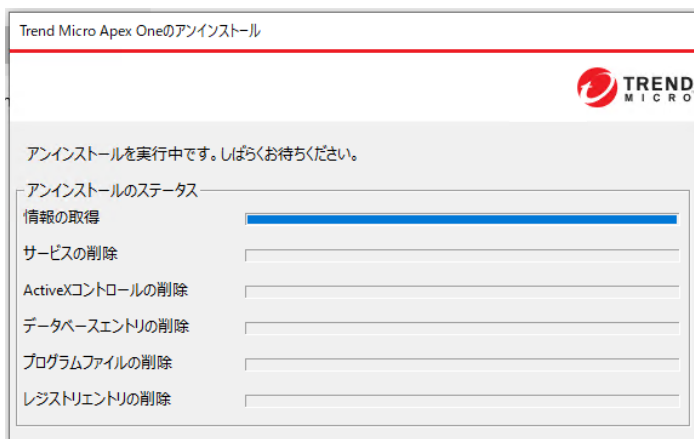 Trend Micro Apex Oneのアンインストール
TREND
MICRO
アンインストールを実行中です。しばらくお待ちください。
アンインストールのステータス
情報の取得
サービスの削除
ActiveXコントロールの削除
データベースエントリの削除
プログラムファイルの削除
レジストリエントリの削除